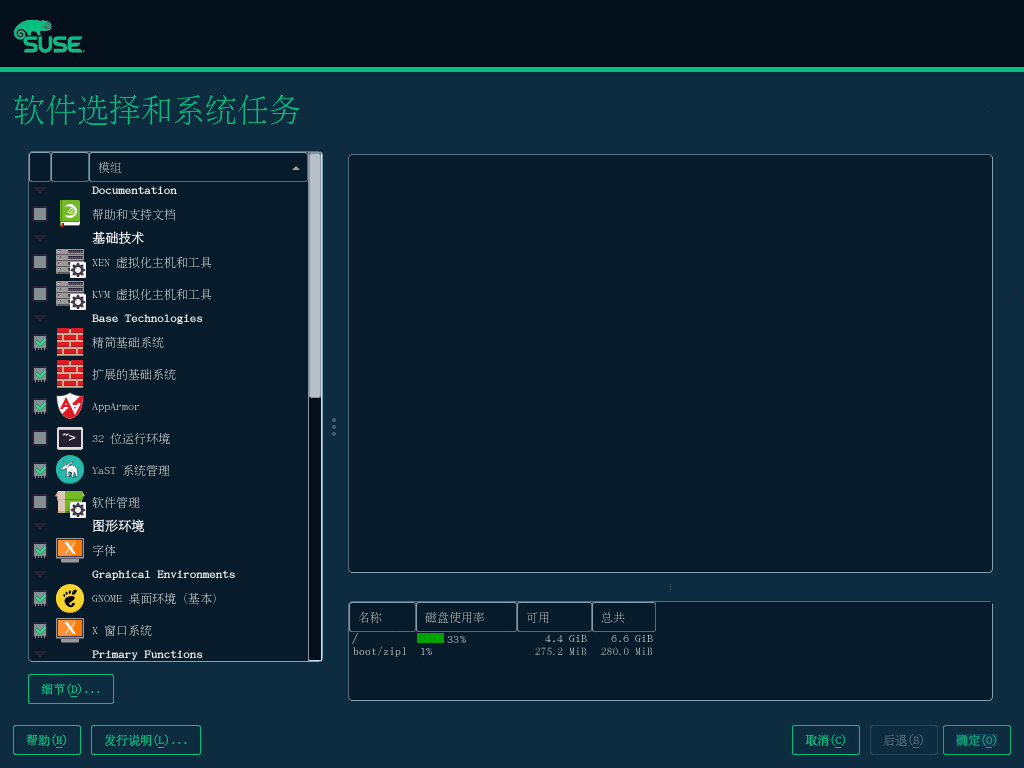 SUSE
软件选择和系统任务
模组
Documentation
帮助和支持文档
基础技术
XEN 虚拟化主机和工具
KVM 虚拟化主机和工具
Base Technologies
精简基础系统
扩展的基础系统
AppArmor
32 位运行环境
YaST 系统管理
软件管理
图形环境
字体
Graphical Environments
GNOME 桌面环境（基本）
X 窗口系统
Primary Functions
名称 磁盘使用率 可用 总共
/ 33% 4.4 GiB 6.6 GiB
boot/zipl 1% 275.2 MiB 280.0 MiB
细节(D)...
帮助(H) 发行说明(L)... 取消(C) 后退(B) 确定(O)